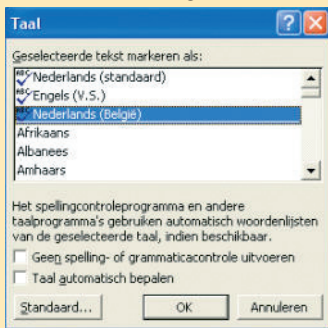 Taal
Geselecteerde tekst markeren als:
Nederlands (standaard)
Engels (V.S.)
Nederlands (België)
Afrikaans
Albanees
Amhaars
Het spellingcontroleprogramma en andere
taalprogramma's gebruiken automatisch woordenlijsten
van de geselecteerde taal, indien beschikbaar.
Geen spelling- of grammaticacontrole uitvoeren
Taal automatisch bepalen
Standaard...
OK
Annuleren